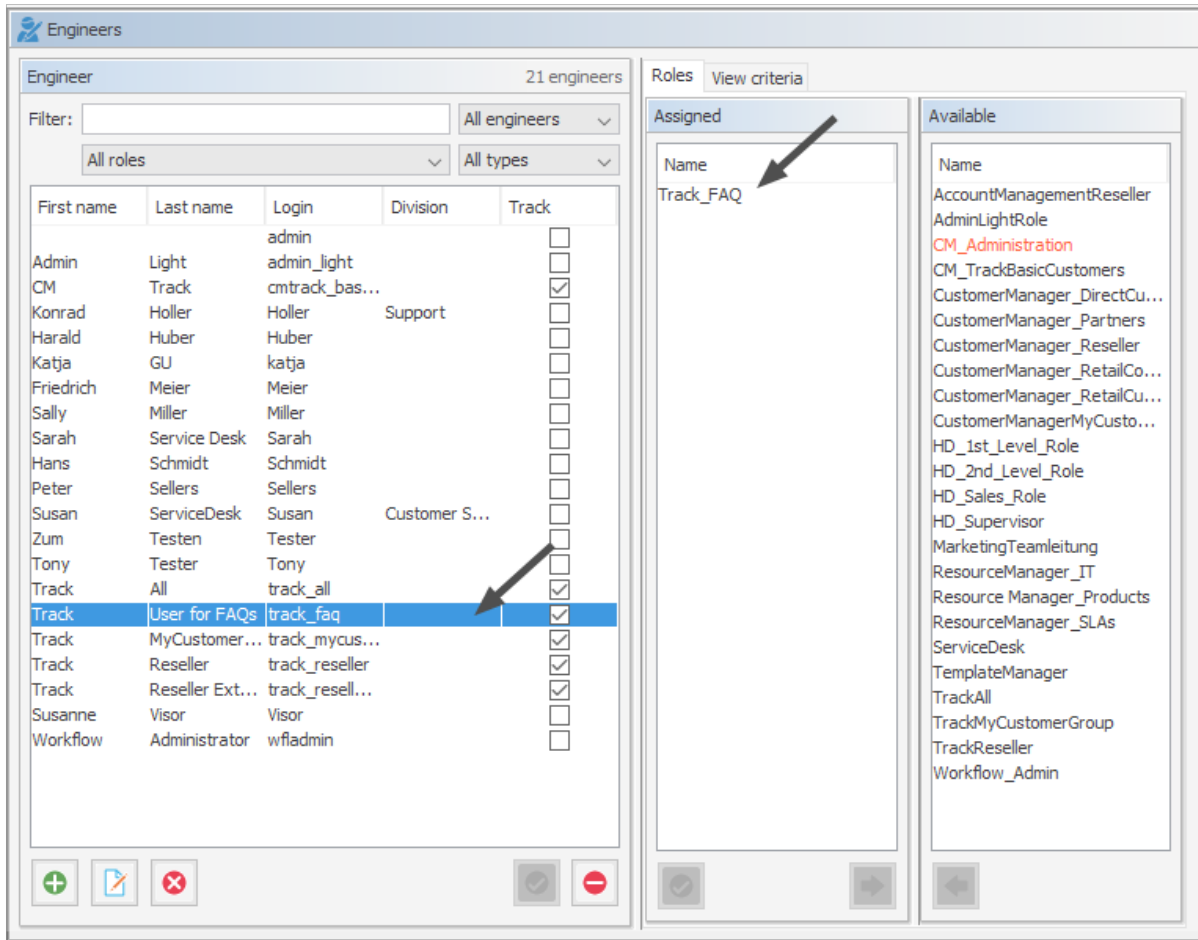 Engineers
Engineer 21 engineers
Filter: All engineers
All roles All types
First name Last name Login Division Track
admin
Admin Light admin_light
CM Track cmtrack_bas...
Konrad Holler Holler Support
Harald Huber Huber
Katja GU katja
Friedrich Meier Meier
Sally Miller Miller
Sarah Service Desk Sarah
Hans Schmidt Schmidt
Peter Sellers Sellers
Susan ServiceDesk Susan Customer S...
Zum Testen Tester
Tony Tester Tony
Track All track_all
Track User for FAQs track_faq
Track MyCustomer... track_mycus...
Track Reseller track_reseller
Track Reseller Ext... track_resell...
Susanne Visor Visor
Workflow Administrator wfladmin
Roles View criteria
Assigned
Name
Track_FAQ
Available
Name
AccountManagementReseller
AdminLightRole
CM_Administration
CM_TrackBasicCustomers
CustomerManager_DirectCu...
CustomerManager_Partners
CustomerManager_Reseller
CustomerManager_RetailCo...
CustomerManager_RetailCu...
CustomerManagerMyCusto...
HD_1st_Level_Role
HD_2nd_Level_Role
HD_Sales_Role
HD_Supervisor
MarketingTeamleitung
ResourceManager_IT
Resource Manager_Products
ResourceManager_SLAs
ServiceDesk
TemplateManager
TrackAll
TrackMyCustomerGroup
TrackReseller
Workflow_Admin